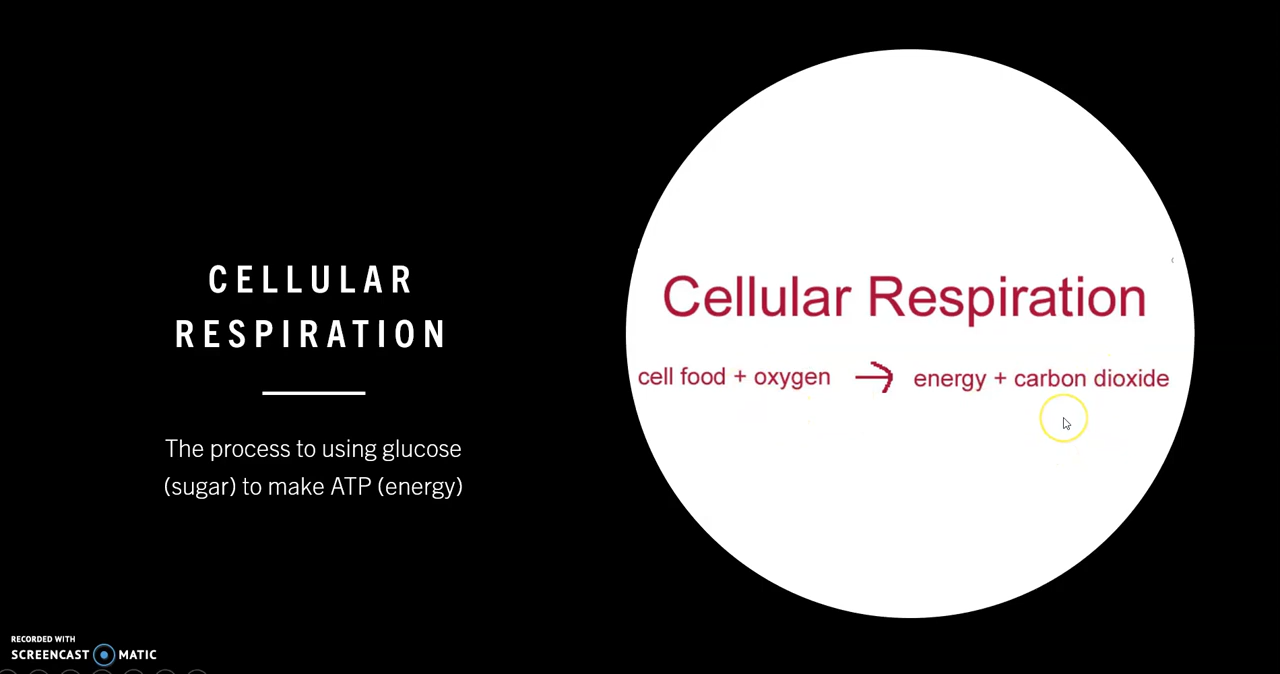 CELLULAR
RESPIRATION
The process to using glucose
(sugar) to make ATP (energy)
Cellular Respiration
cell food + oxygen → energy + carbon dioxide
RECORDED WITH
SCREENCAST MATIC